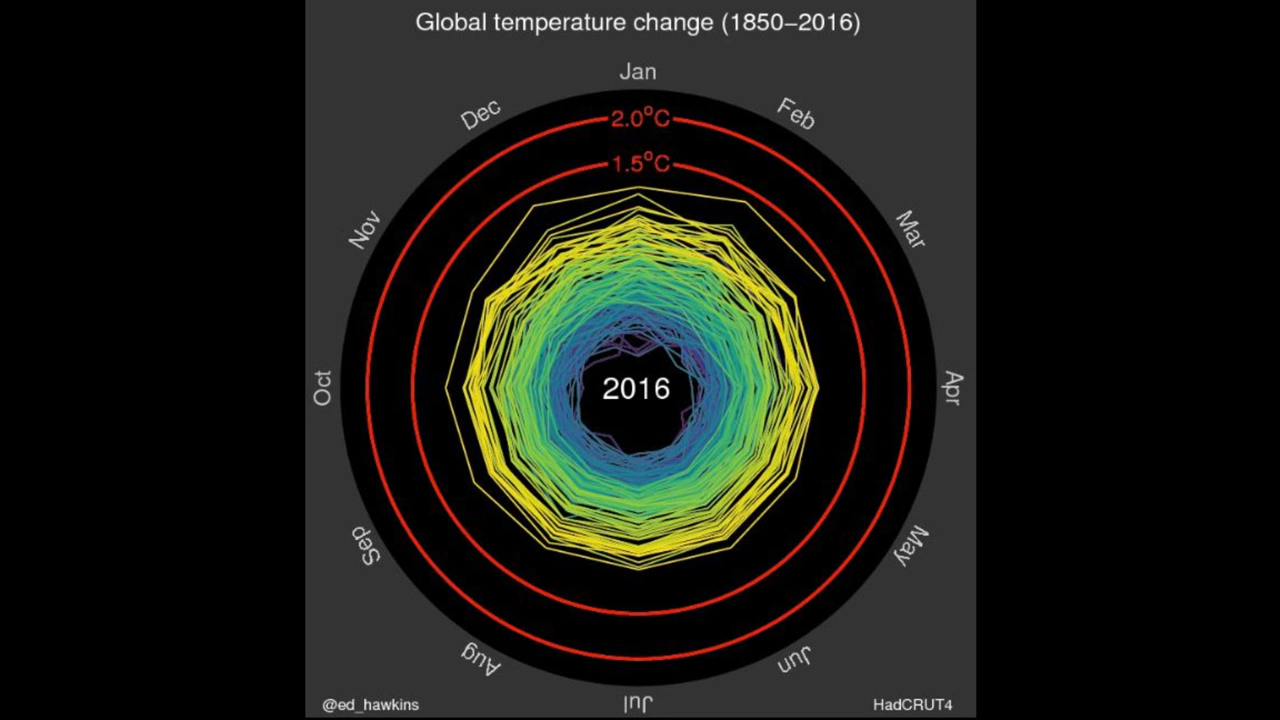 Global temperature change (1850–2016)
Jan
Feb
Mar
Apr
May
Jun
Jul
Aug
Sep
Oct
Nov
Dec
2.0°C
1.5°C
2016
@ed_hawkins
HadCRUT4